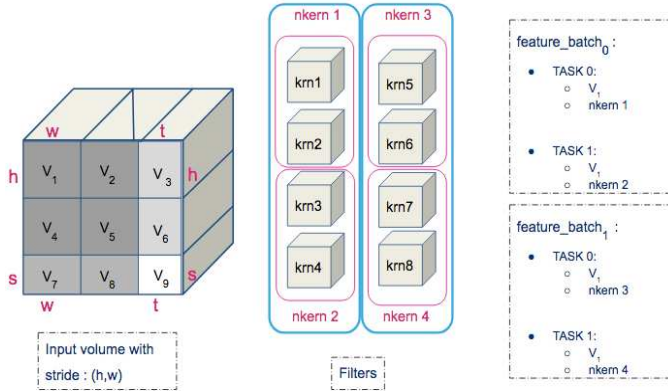 w
t
h
V1
V2
V3
h
V4
V5
V6
s
V7
V8
V9
s
w
t
Input volume with
stride : (h,w)
nkern 1
nkern 3
krn1
krn5
krn2
krn6
krn3
krn7
krn4
krn8
nkern 2
nkern 4
Filters
feature_batch0 :
● TASK 0:
○ V1
○ nkern 1
● TASK 1:
○ V1
○ nkern 2
feature_batch1 :
● TASK 0:
○ V1
○ nkern 3
● TASK 1:
○ V1
○ nkern 4